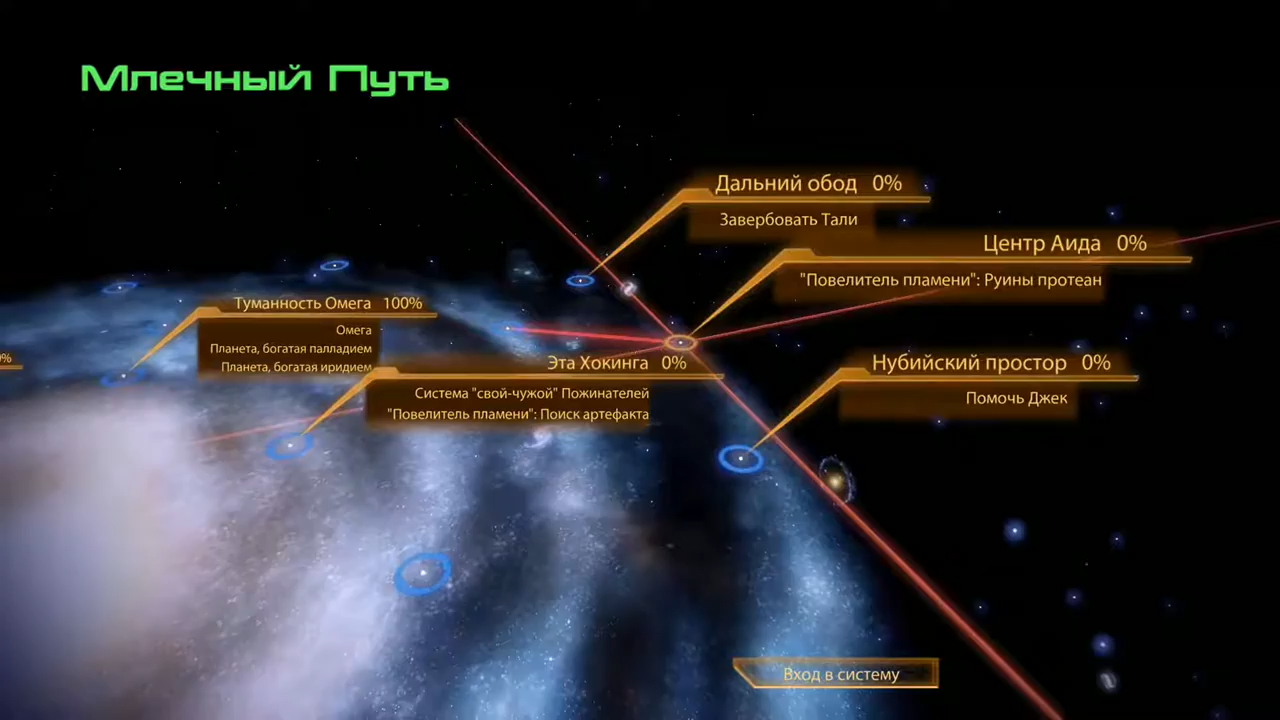 Млечный Путь
Дальний обод 0%
Завербовать Тали
Центр Аида 0%
"Повелитель пламени": Руины протеан
Туманность Омега 100%
Омега
Планета, богатая палладием
Планета, богатая иридием
0%
Эта Хокинга 0%
Система "свой-чужой" Пожинателей
"Повелитель пламени": Поиск артефакта
Нубийский простор 0%
Помочь Джек
Вход в систему